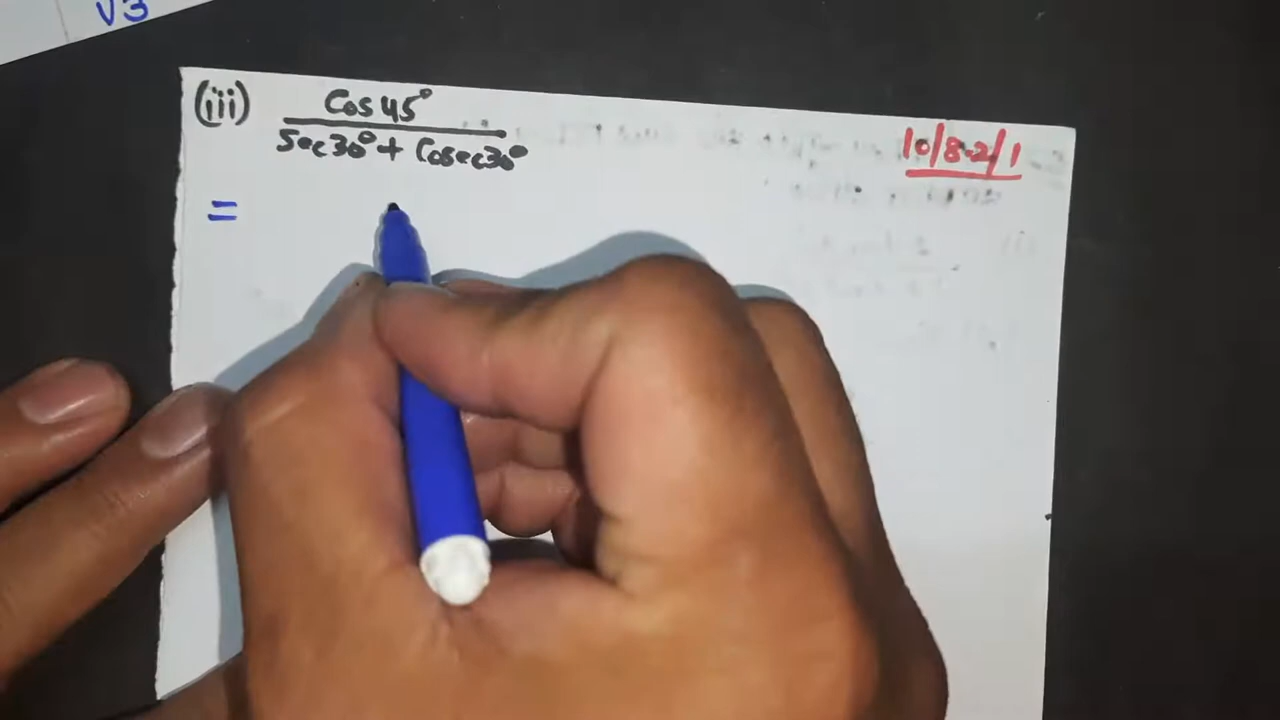 √3
(iii) Cos 45°
Sec 30° + Cosec 30°
10/8.2/1
=